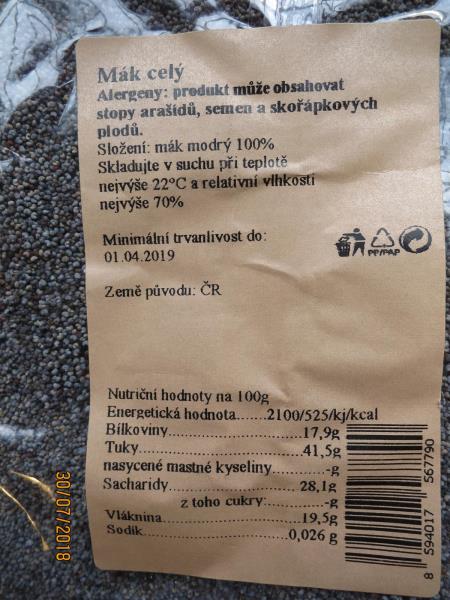 Mák celý
Alergeny: produkt může obsahovat
stopy arašídů, semen a skořápkových
plodů.
Složení: mák modrý 100%
Skladujte v suchu při teplotě
nejvýše 22°C a relativní vlhkosti
nejvýše 70%
Minimální trvanlivost do:
01.04.2019
PP/PAP
Země původu: ČR
Nutriční hodnoty na 100g
Energetická hodnota......2100/525/kj/kcal
Bílkoviny..........................17,9g
Tuky.................................41,5g
nasycené mastné kyseliny..........-g
Sacharidy......................... 28,1g
z toho cukry:...........-g
Vláknina...........................19,5g
Sodík............................0,026 g
8 594017 567790
30/07/2018